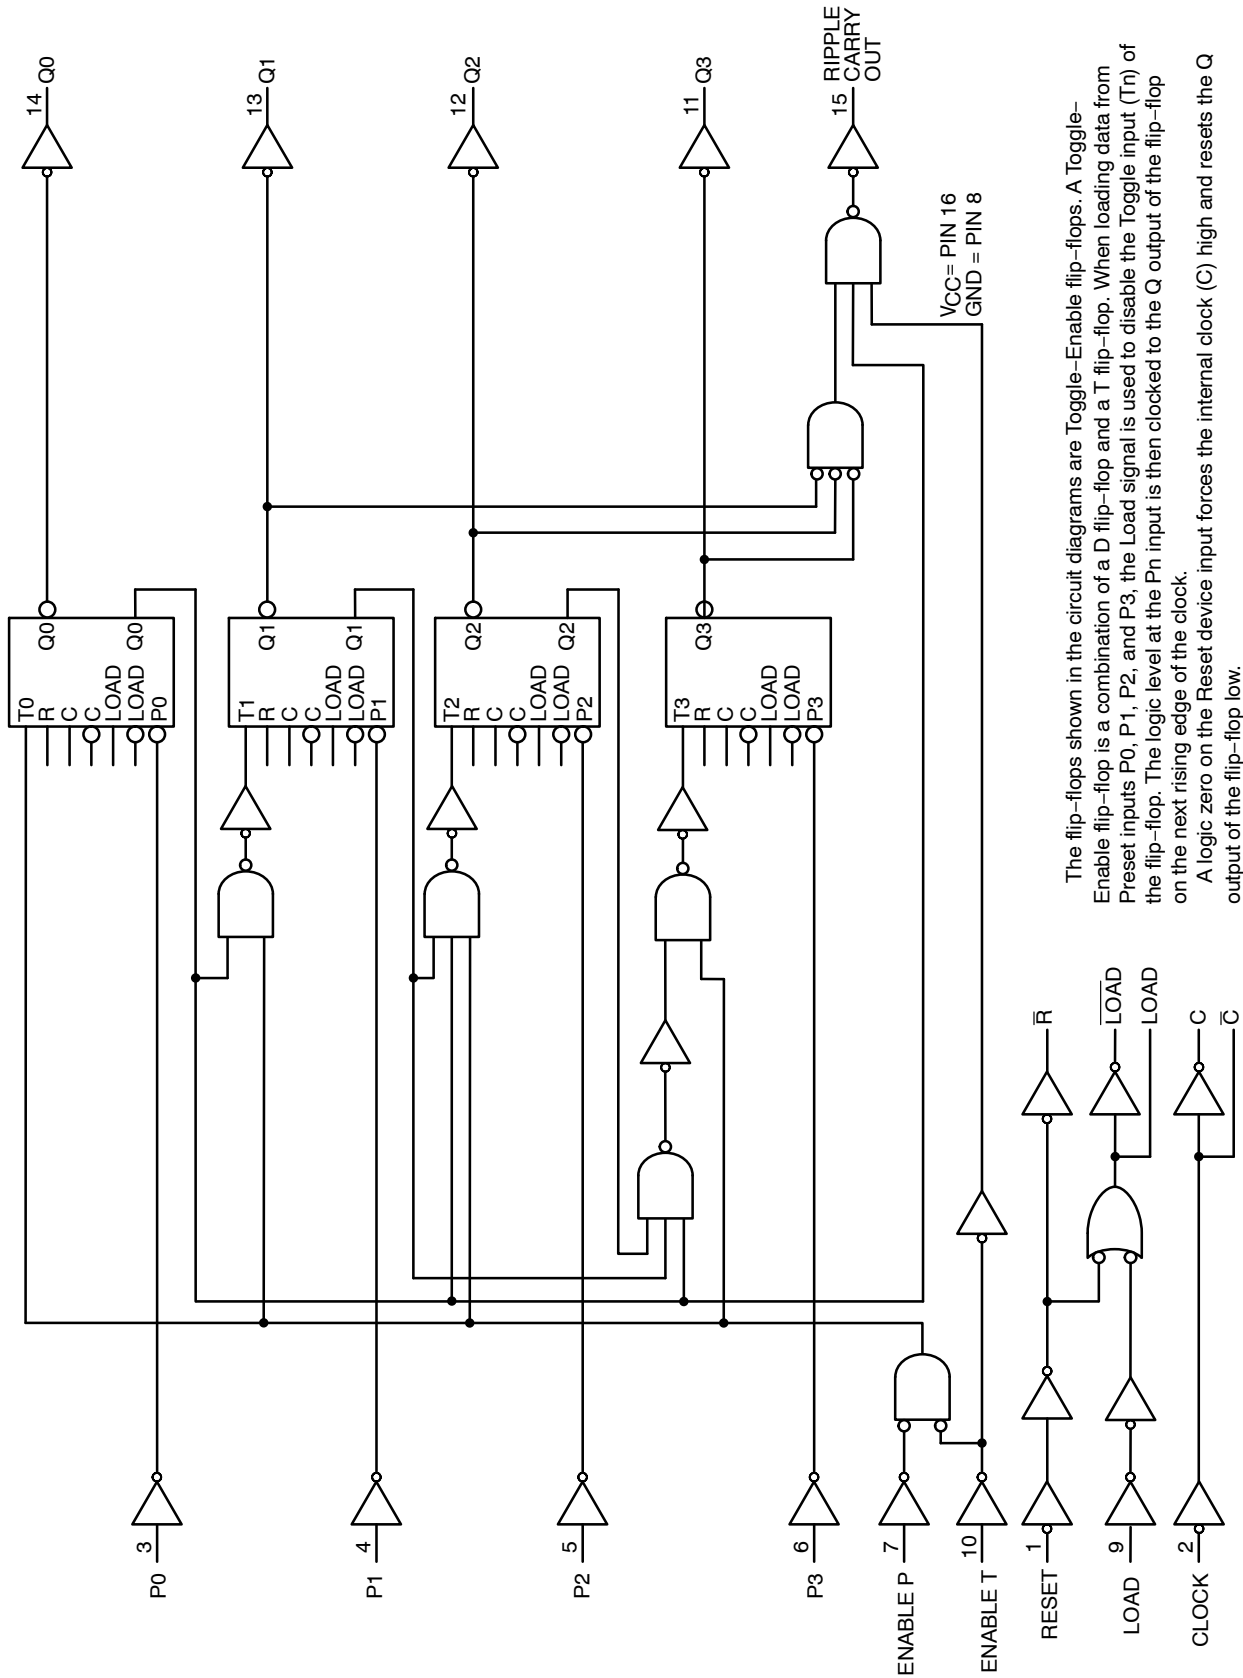 P0
3
P1
4
P2
5
P3
6
ENABLE P
7
ENABLE T
10
RESET
1
LOAD
9
CLOCK
2
R̅
L̅O̅A̅D̅
LOAD
C
C̅
T0
R
C
C
LOAD
LOAD
P0
Q0
Q0
T1
R
C
C
LOAD
LOAD
P1
Q1
Q1
T2
R
C
C
LOAD
LOAD
P2
Q2
Q2
T3
R
C
C
LOAD
LOAD
P3
Q3
14
Q0
13
Q1
12
Q2
11
Q3
15
RIPPLE
CARRY
OUT
VCC= PIN 16
GND = PIN 8
The flip−flops shown in the circuit diagrams are Toggle−Enable flip−flops. A Toggle−
Enable flip−flop is a combination of a D flip−flop and a T flip−flop. When loading data from
Preset inputs P0, P1, P2, and P3, the Load signal is used to disable the Toggle input (Tn) of
the flip−flop. The logic level at the Pn input is then clocked to the Q output of the flip−flop
on the next rising edge of the clock.
A logic zero on the Reset device input forces the internal clock (C) high and resets the Q
output of the flip−flop low.